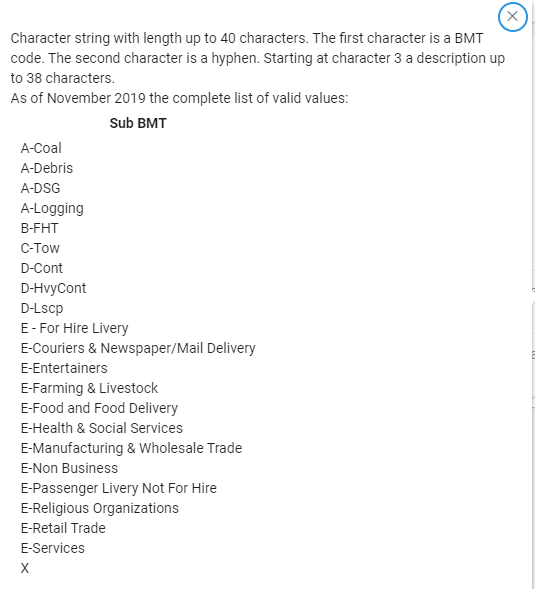 Character string with length up to 40 characters. The first character is a BMT
code. The second character is a hyphen. Starting at character 3 a description up
to 38 characters.
As of November 2019 the complete list of valid values:
Sub BMT
A-Coal
A-Debris
A-DSG
A-Logging
B-FHT
C-Tow
D-Cont
D-HvyCont
D-Lscp
E - For Hire Livery
E-Couriers & Newspaper/Mail Delivery
E-Entertainers
E-Farming & Livestock
E-Food and Food Delivery
E-Health & Social Services
E-Manufacturing & Wholesale Trade
E-Non Business
E-Passenger Livery Not For Hire
E-Religious Organizations
E-Retail Trade
E-Services
X